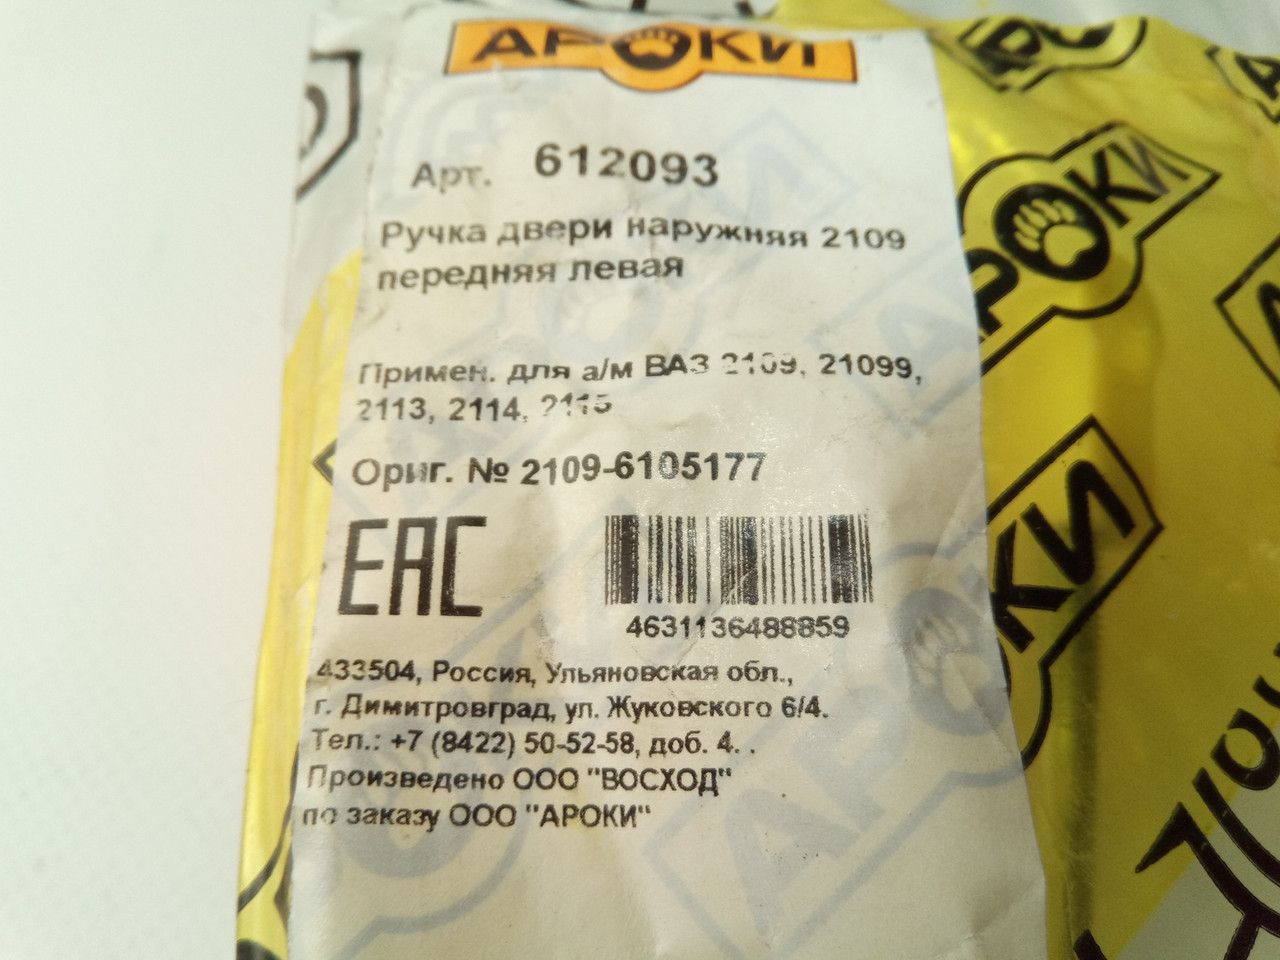 АРОКИ
Арт. 612093
Ручка двери наружняя 2109
передняя левая
Примен. для а/м ВАЗ 2109, 21099,
2113, 2114, 2115
Ориг. № 2109-6105177
ЕАС
4631136488859
433504, Россия, Ульяновская обл.,
г. Димитровград, ул. Жуковского 6/4.
Тел.: +7 (8422) 50-52-58, доб. 4. .
Произведено ООО "ВОСХОД"
по заказу ООО "АРОКИ"
АРОКИ
АРОКИ